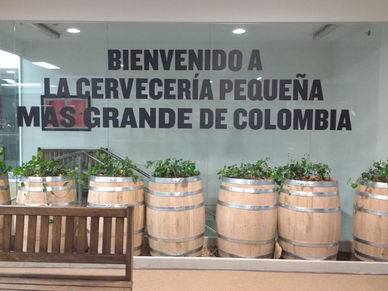 BIENVENIDO A
LA CERVECERÍA PEQUEÑA
MÁS GRANDE DE COLOMBIA